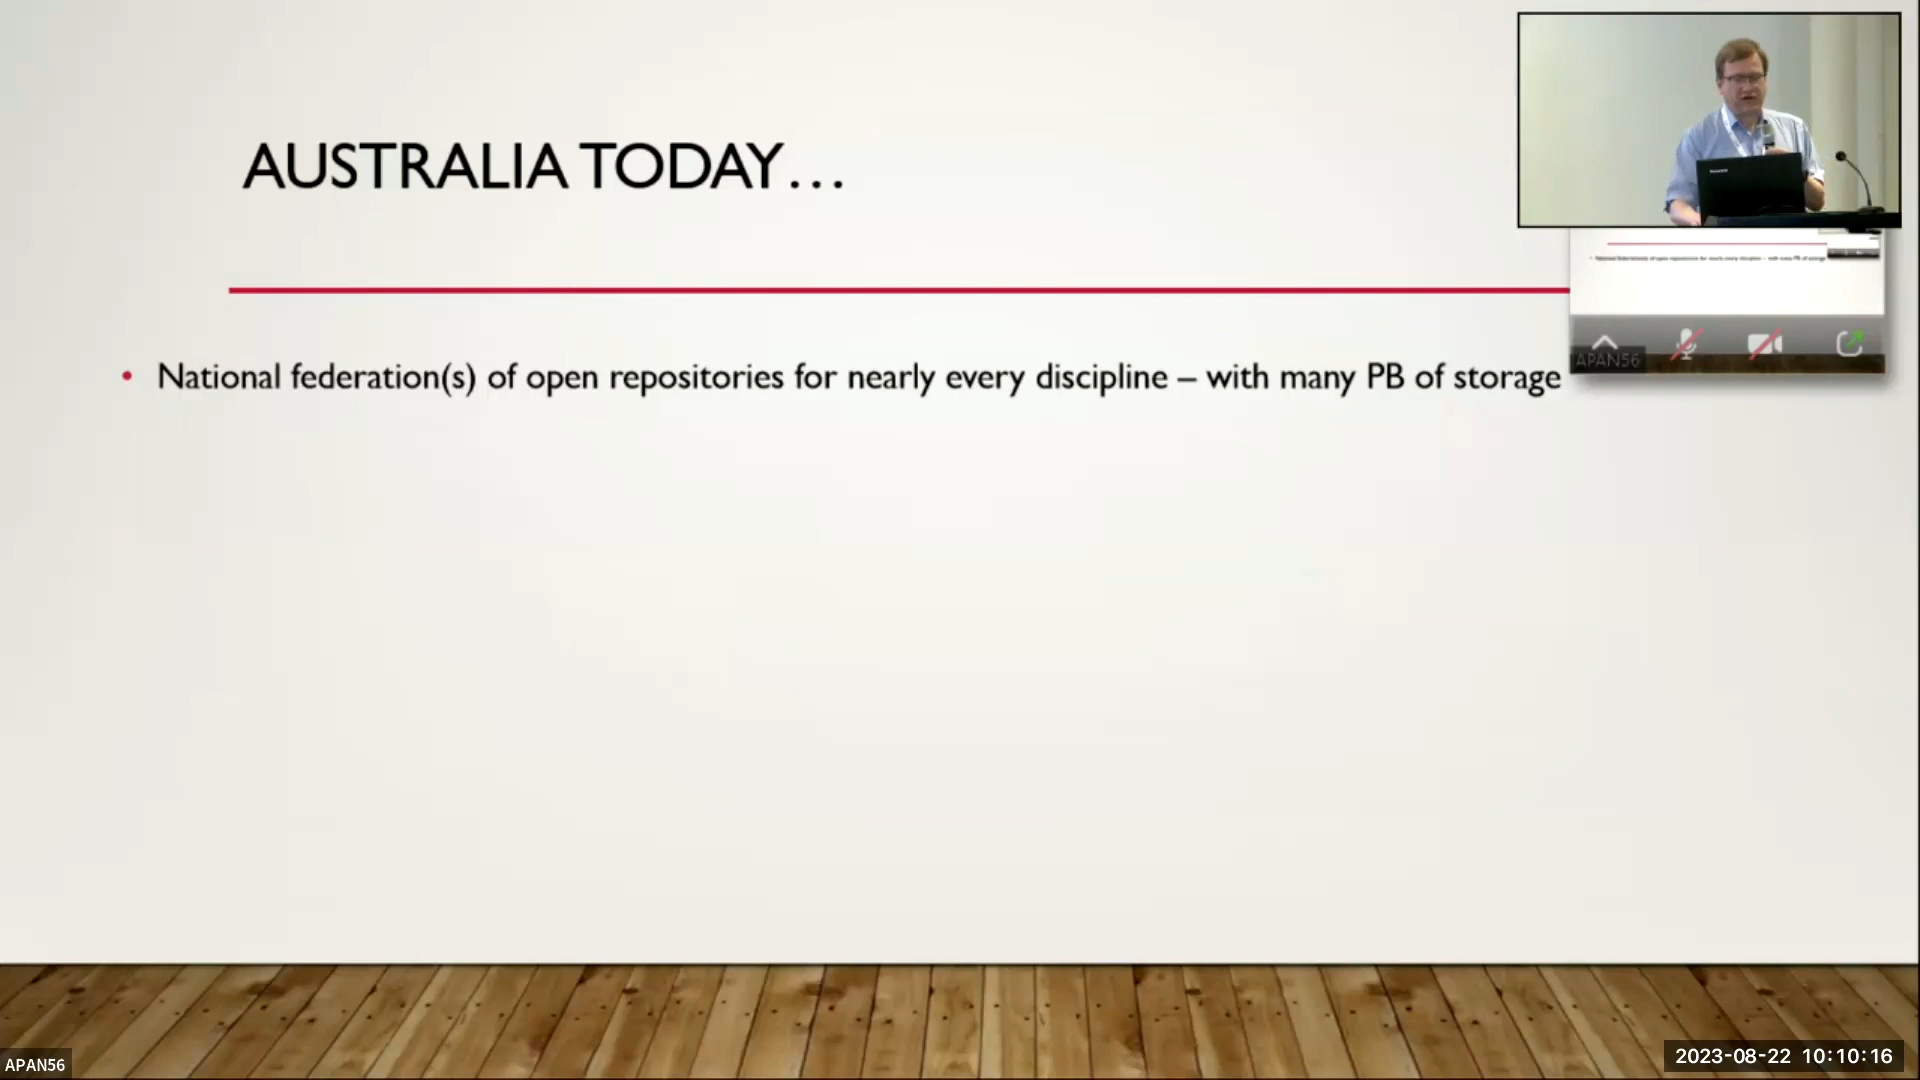 AUSTRALIA TODAY…
• National federation(s) of open repositories for nearly every discipline – with many PB of storage
APAN56
APAN56
2023-08-22 10:10:16